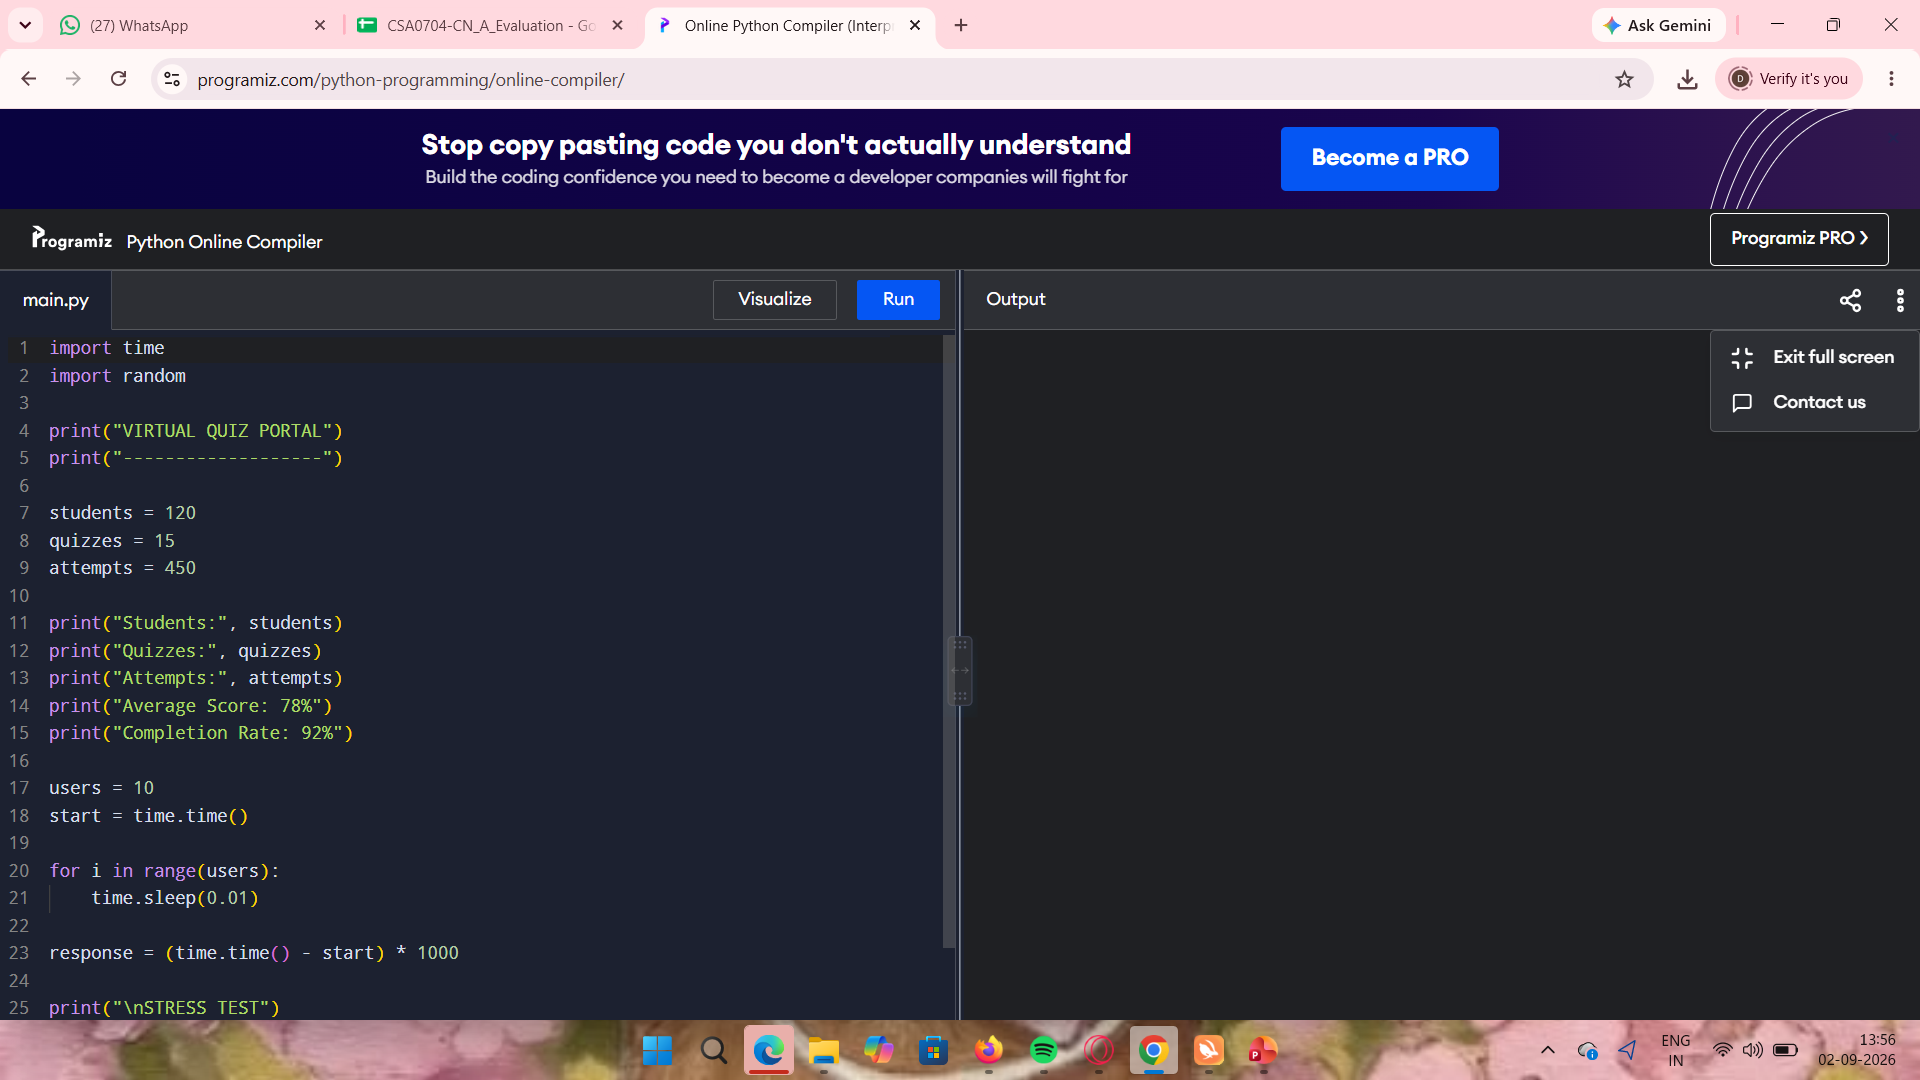 (27) WhatsApp
CSA0704-CN_A_Evaluation - Go
Online Python Compiler (Interp
Ask Gemini
programiz.com/python-programming/online-compiler/
D
Verify it's you
Stop copy pasting code you don't actually understand
Build the coding confidence you need to become a developer companies will fight for
Become a PRO
Programiz
Python Online Compiler
Programiz PRO
main.py
Visualize
Run
Output
Exit full screen
Contact us
1 import time
2 import random
3
4 print("VIRTUAL QUIZ PORTAL")
5 print("-------------------")
6
7 students = 120
8 quizzes = 15
9 attempts = 450
10
11 print("Students:", students)
12 print("Quizzes:", quizzes)
13 print("Attempts:", attempts)
14 print("Average Score: 78%")
15 print("Completion Rate: 92%")
16
17 users = 10
18 start = time.time()
19
20 for i in range(users):
21     time.sleep(0.01)
22
23 response = (time.time() - start) * 1000
24
25 print("\nSTRESS TEST")
ENG
IN
13:56
02-09-2026